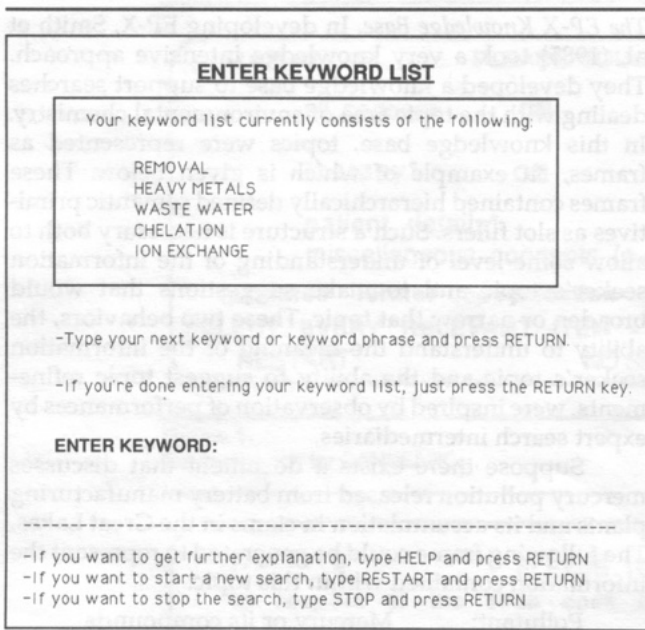 ENTER KEYWORD LIST
Your keyword list currently consists of the following:
REMOVAL
HEAVY METALS
WASTE WATER
CHELATION
ION EXCHANGE
-Type your next keyword or keyword phrase and press RETURN.
-If you're done entering your keyword list, just press the RETURN key.
ENTER KEYWORD:
-If you want to get further explanation, type HELP and press RETURN
-If you want to start a new search, type RESTART and press RETURN
-If you want to stop the search, type STOP and press RETURN